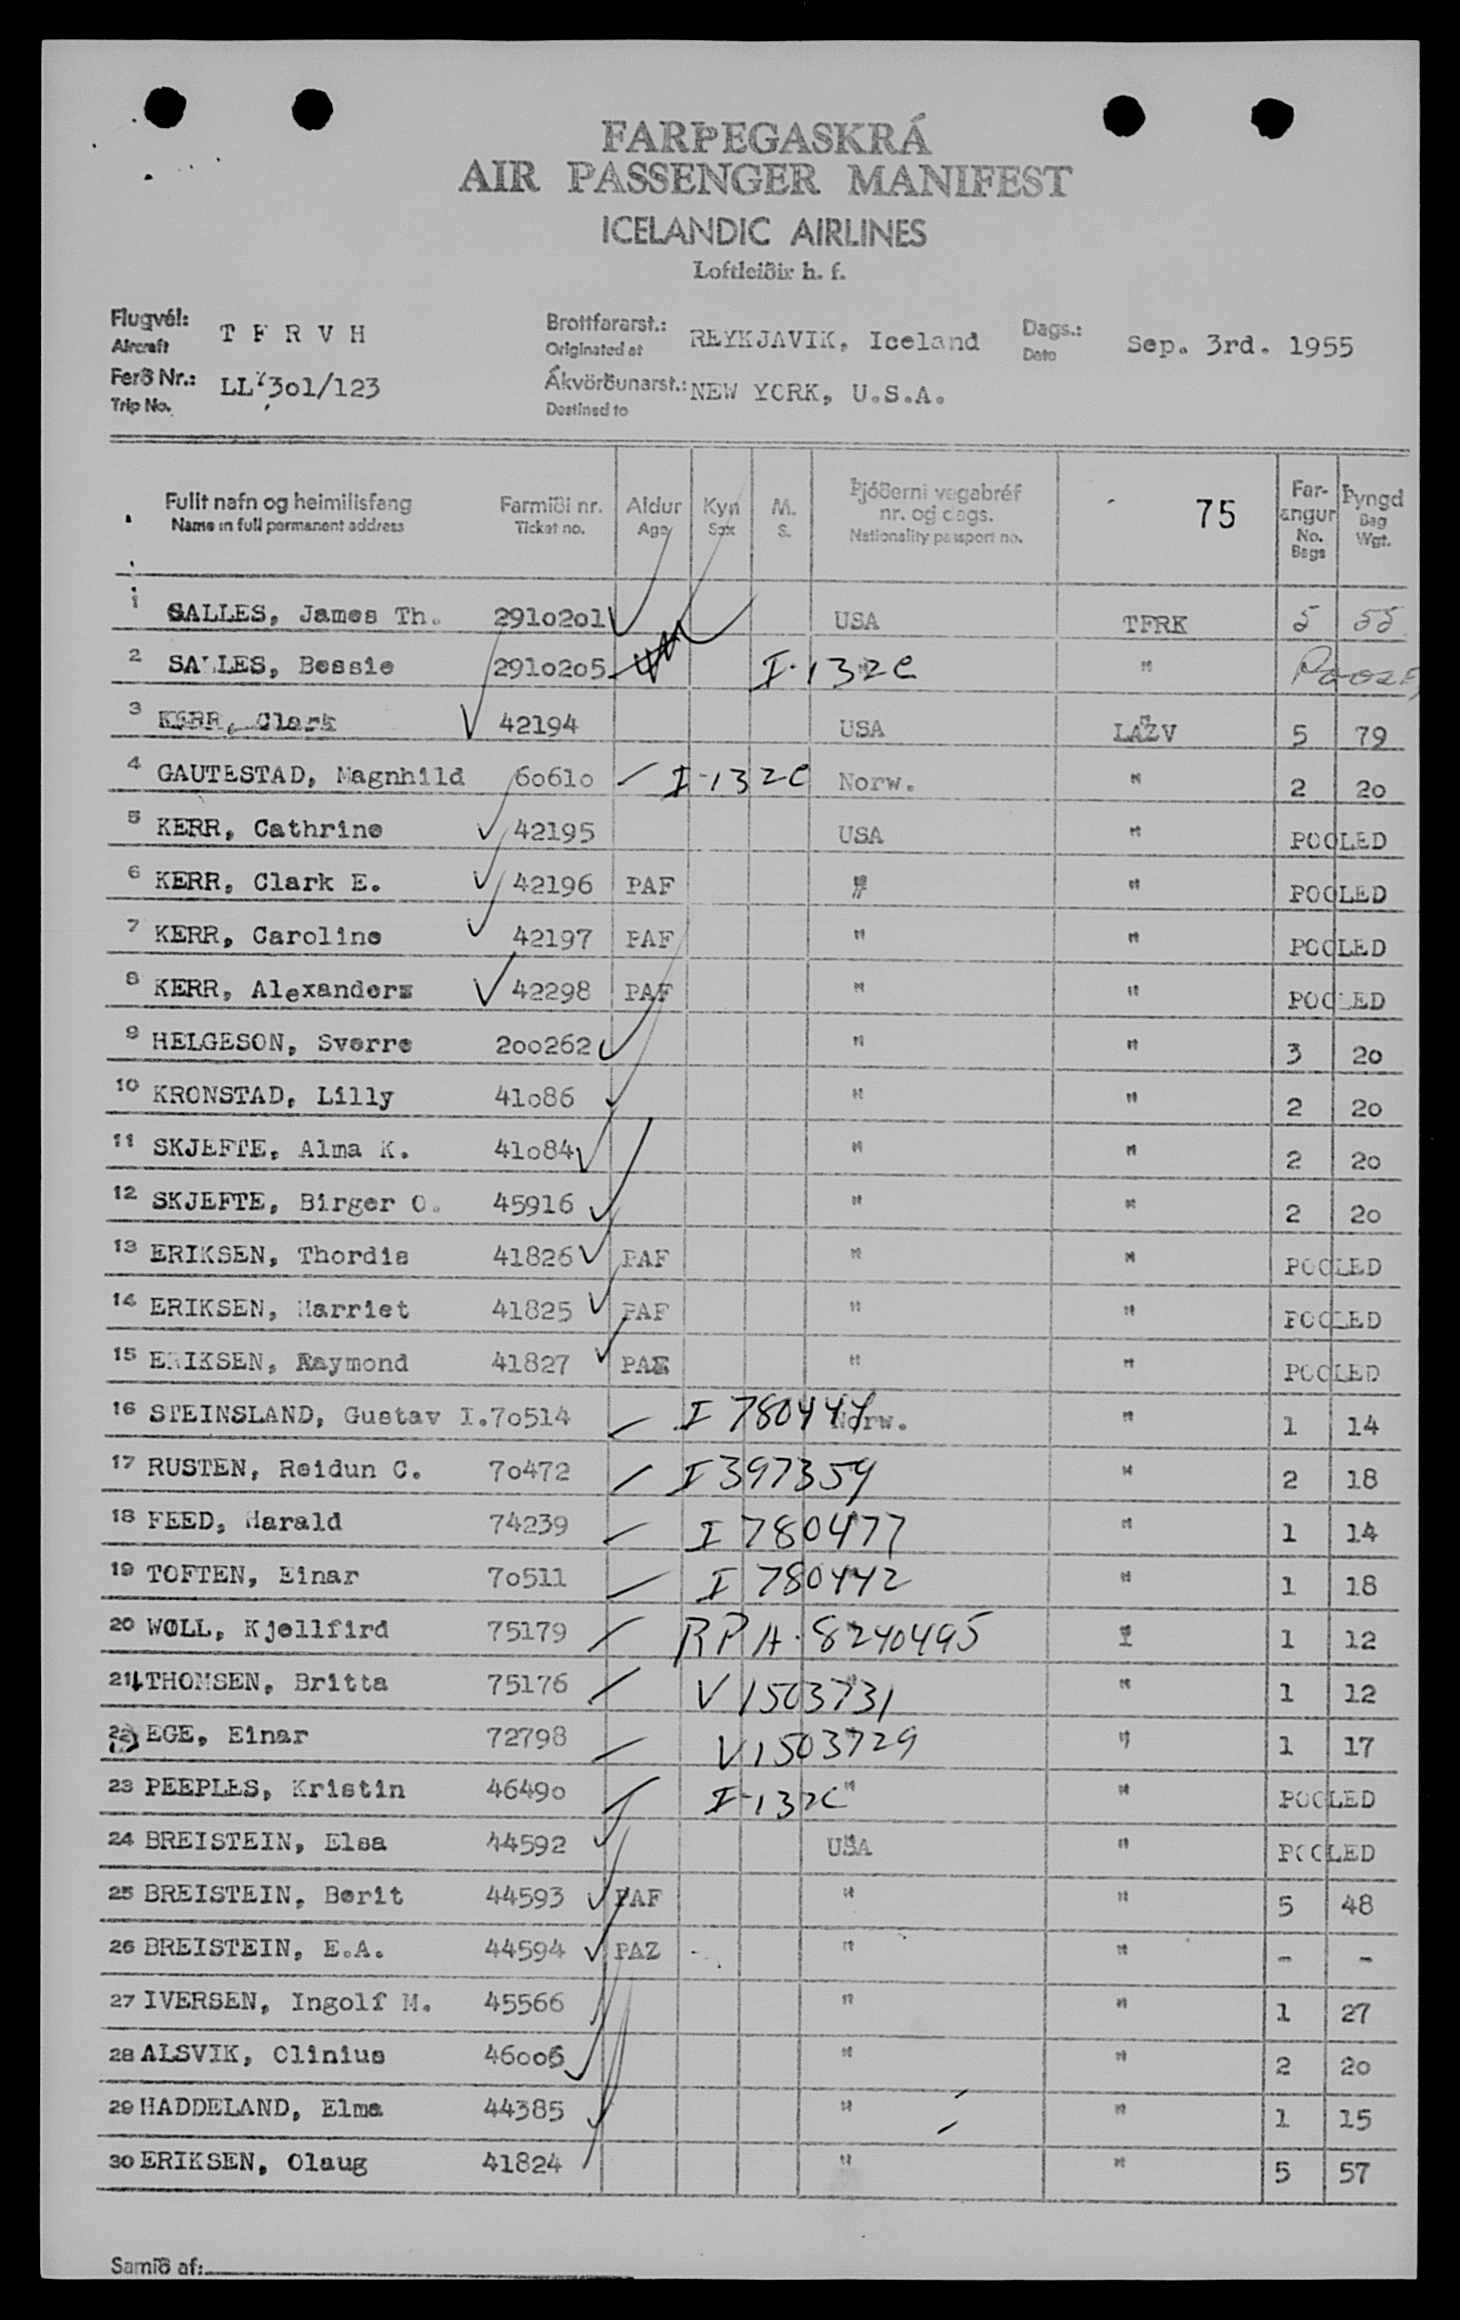 FARÞEGASKRÁ
AIR PASSENGER MANIFEST
ICELANDIC AIRLINES
Loftleiðir h. f.
Flugvél: T F R V H Brottfararst.: REYKJAVIK, Iceland Dags.: Sep. 3rd. 1955
Aircraft Originated at Date
Ferð Nr.: LL 301/123 Ákvörðunarst.: NEW YORK, U.S.A.
Trip No. Destined to
Fullt nafn og heimilisfang Farmiði nr. Aldur Kyn M. Þjóðerni vegabréf nr. og dags. 75 Far-angur Þyngd
Name in full permanent address Ticket no. Age Sex S. Nationality passport no. No. Bags Bag Wgt.
1 SALLES, James Th. 2910201 USA TFRK 5 55
2 SALLES, Bessie 2910205 I-132C " POOLED
3 KERR, Clark 42194 USA LAZV 5 79
4 GAUTESTAD, Magnhild 60610 I-132C Norw. " 2 20
5 KERR, Cathrine 42195 USA " POOLED
6 KERR, Clark E. 42196 PAF " " POOLED
7 KERR, Caroline 42197 PAF " " POOLED
8 KERR, Alexander 42298 PAF " " POOLED
9 HELGESON, Sverre 200262 " " 3 20
10 KRONSTAD, Lilly 41086 " " 2 20
11 SKJEFTE, Alma K. 41084 " " 2 20
12 SKJEFTE, Birger O. 45916 " " 2 20
13 ERIKSEN, Thordis 41826 PAF " " POOLED
14 ERIKSEN, Harriet 41825 PAF " " POOLED
15 ERIKSEN, Raymond 41827 " " POOLED
16 STEINSLAND, Gustav I. 70514 I 780444 Norw. " 1 14
17 RUSTEN, Reidun C. 70472 I 397359 " 2 18
18 FEED, Harald 74239 I 780477 " 1 14
19 TOFTEN, Einar 70511 I 780442 " 1 18
20 WOLL, Kjellfird 75179 RPA-8240495 " 1 12
21 THOMSEN, Britta 75176 V 1503731 " 1 12
22 EGE, Einar 72798 V1503729 " 1 17
23 PEEPLES, Kristin 46490 I-132C " " POOLED
24 BREISTEIN, Elsa 44592 USA " POOLED
25 BREISTEIN, Berit 44593 PAF " " 5 48
26 BREISTEIN, E.A. 44594 PAZ " " - -
27 IVERSEN, Ingolf M. 45566 " " 1 27
28 ALSVIK, Clinius 46006 " " 2 20
29 HADDELAND, Elma 44385 " " 1 15
30 ERIKSEN, Olaug 41824 " " 5 57
Samið af: